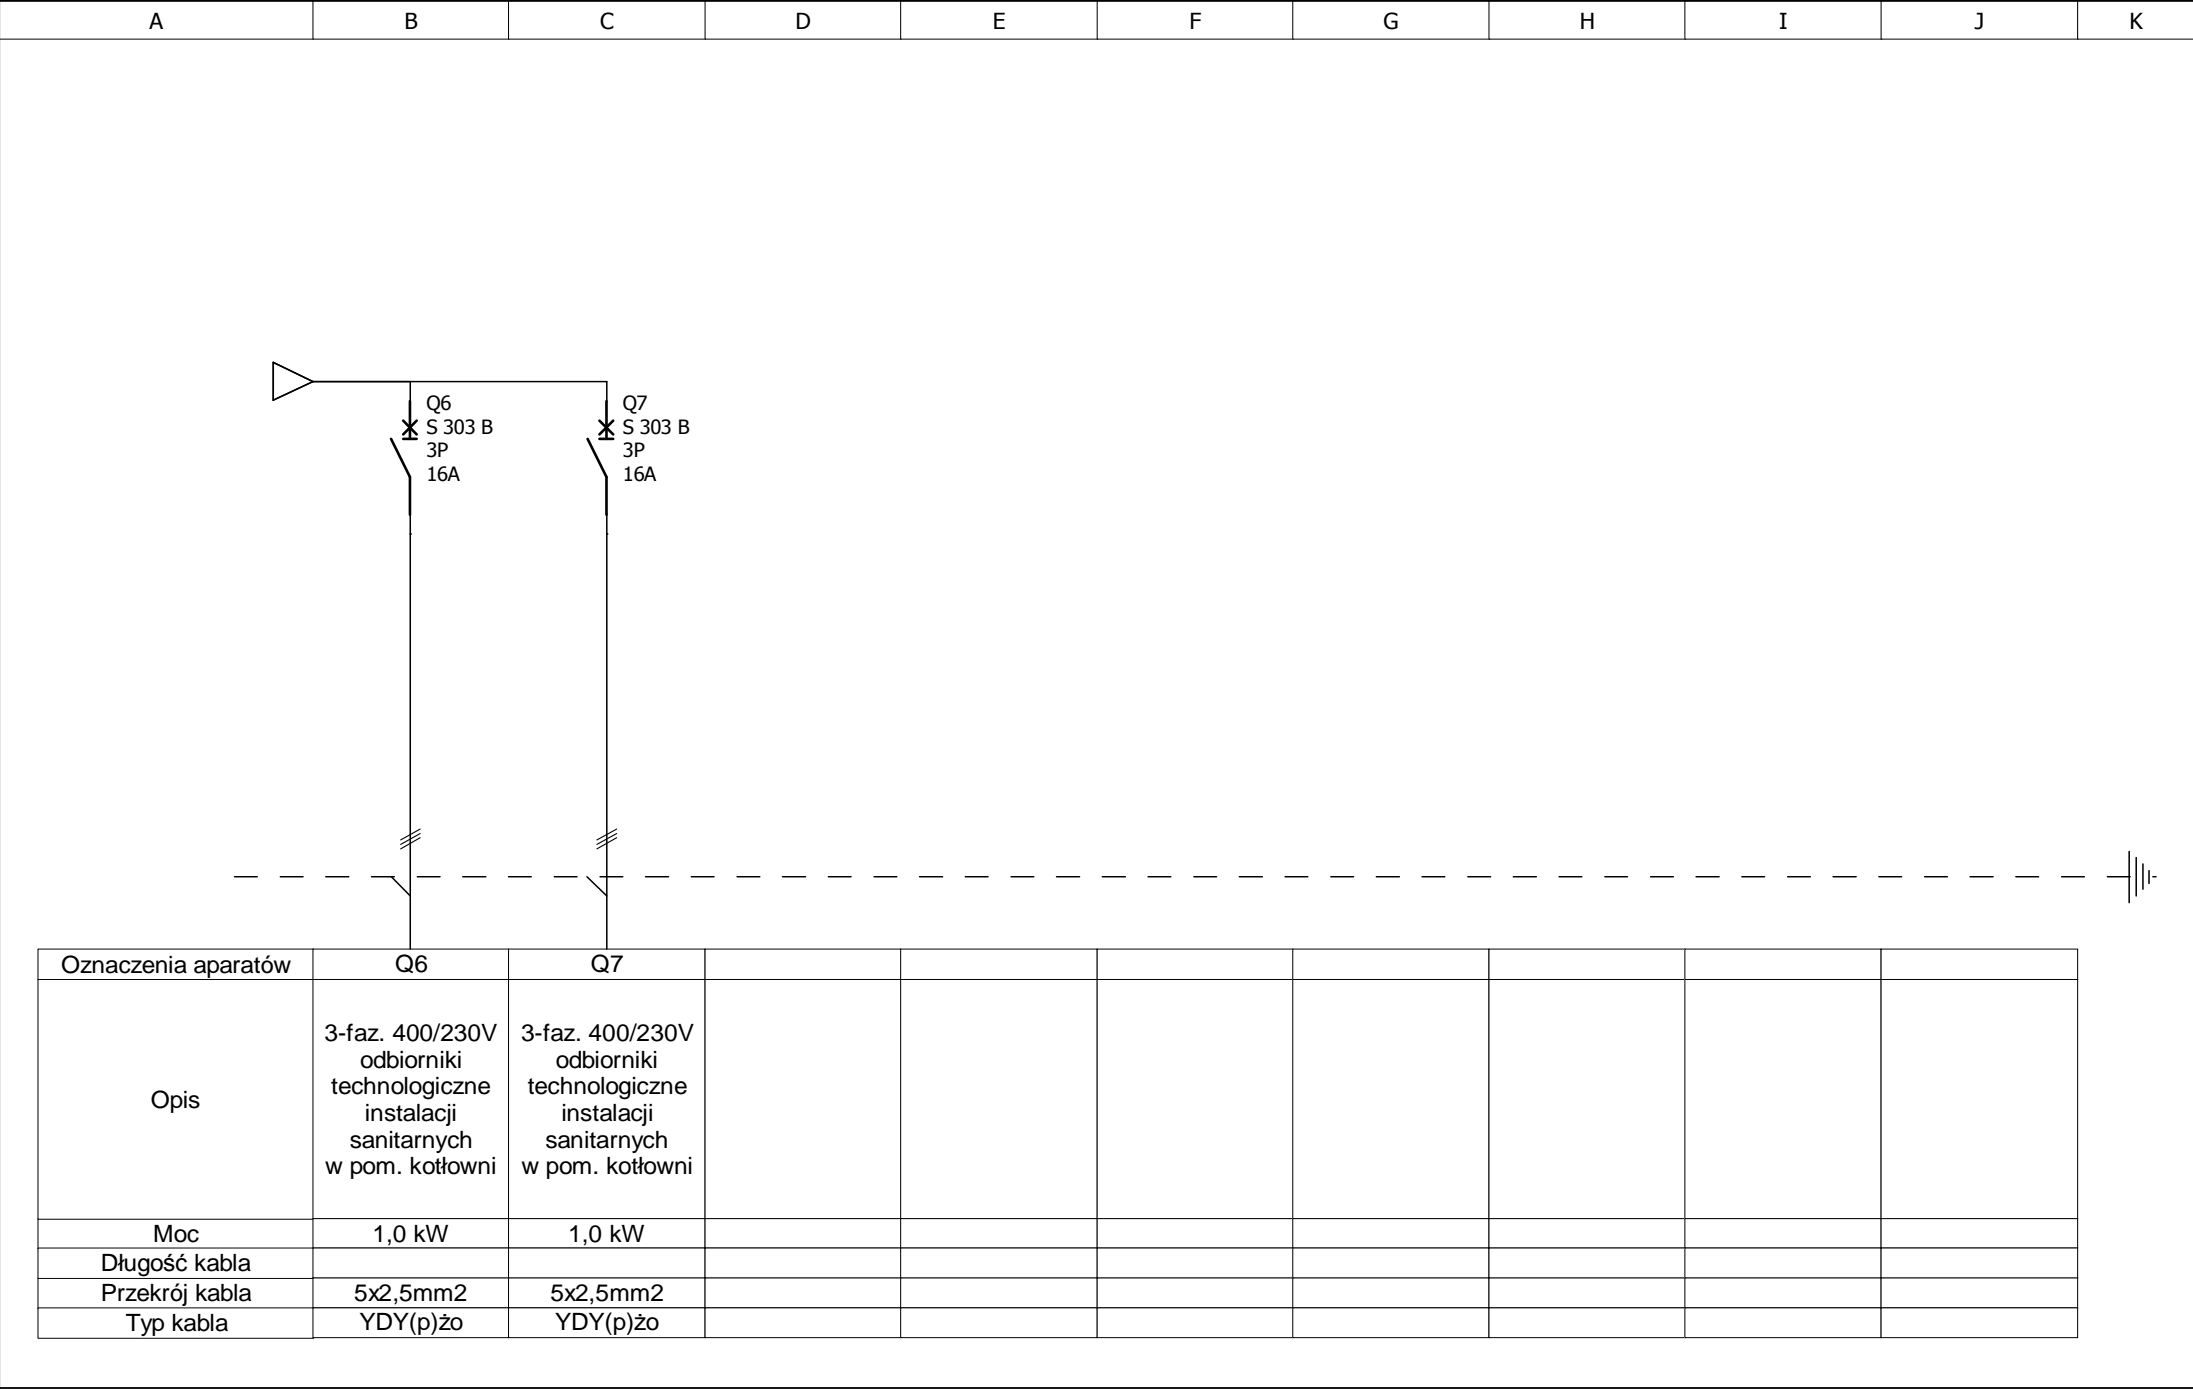 A B C D E F G H I J K
Q6
S 303 B
3P
16A
Q7
S 303 B
3P
16A
Oznaczenia aparatów Q6 Q7
Opis
3-faz. 400/230V
odbiorniki
technologiczne
instalacji
sanitarnych
w pom. kotłowni
3-faz. 400/230V
odbiorniki
technologiczne
instalacji
sanitarnych
w pom. kotłowni
Moc 1,0 kW 1,0 kW
Długość kabla
Przekrój kabla 5x2,5mm2 5x2,5mm2
Typ kabla YDY(p)żo YDY(p)żo